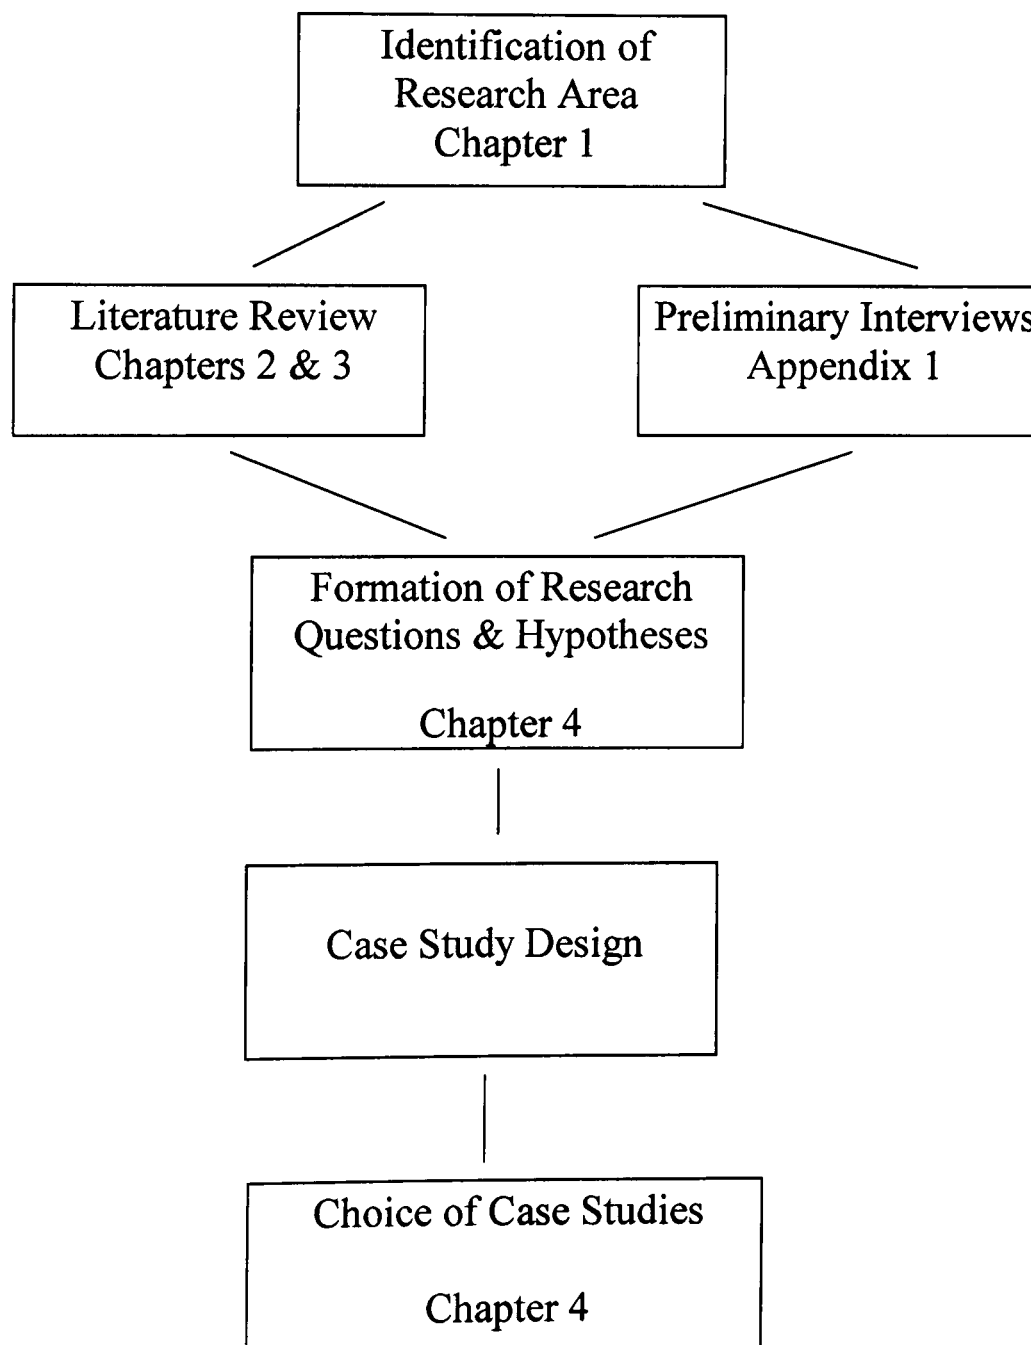 Identification of
Research Area
Chapter 1
Literature Review
Chapters 2 & 3
Preliminary Interviews
Appendix 1
Formation of Research
Questions & Hypotheses
Chapter 4
Case Study Design
Choice of Case Studies
Chapter 4